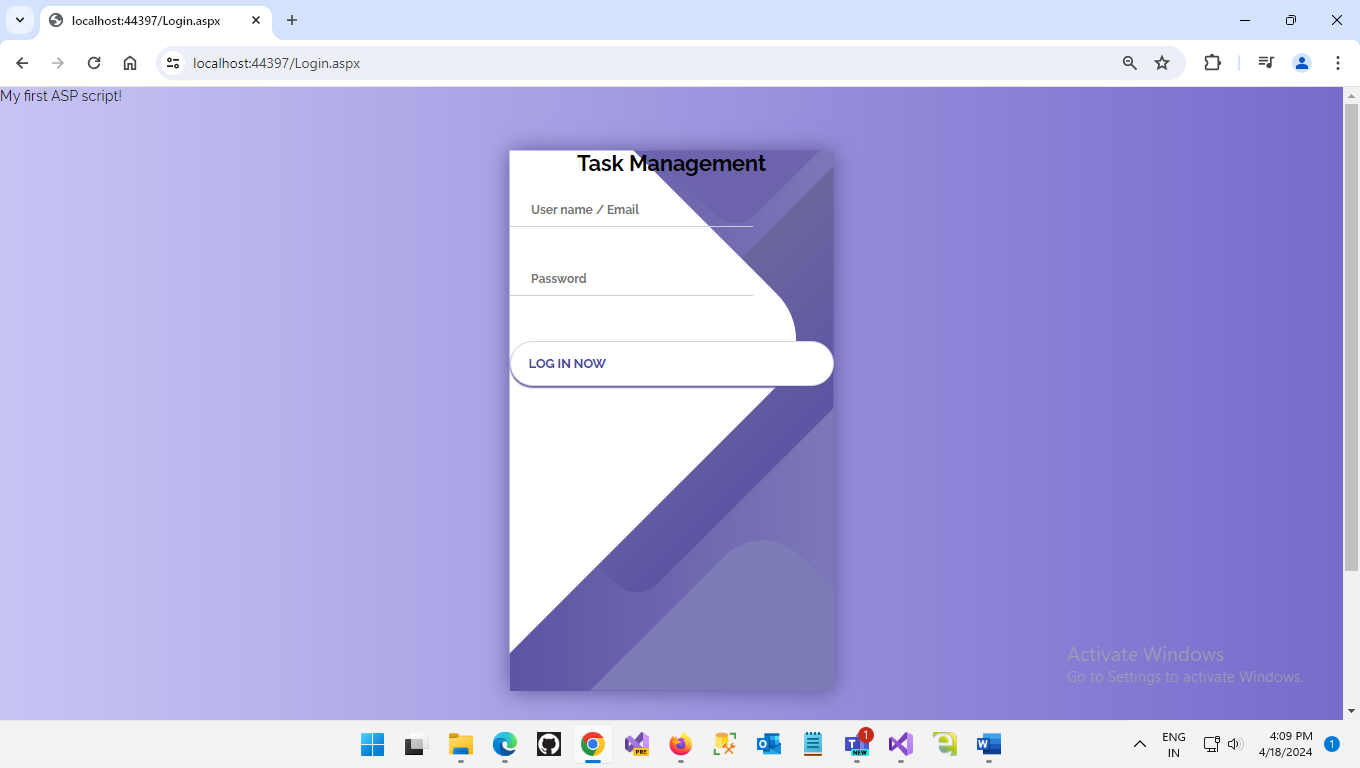 localhost:44397/Login.aspx
localhost:44397/Login.aspx
My first ASP script!
Task Management
User name / Email
Password
LOG IN NOW
Activate Windows
Go to Settings to activate Windows.
PRE
1
NEW
ENG
IN
4:09 PM
4/18/2024
1